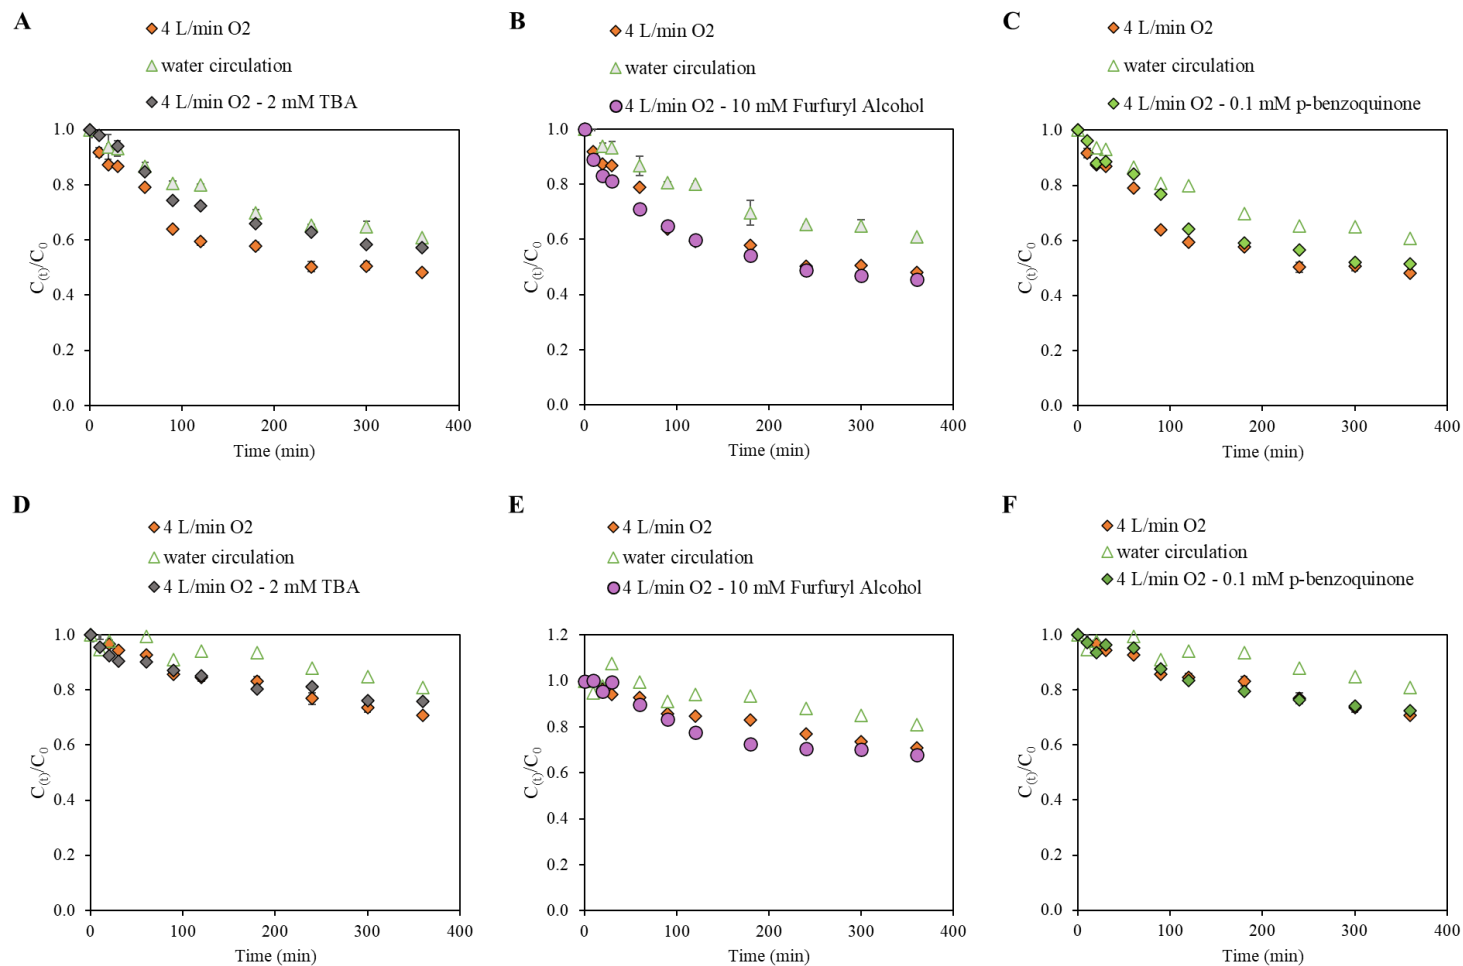 A
4 L/min O2
water circulation
4 L/min O2 - 2 mM TBA
1.0
0.8
0.6
0.4
0.2
0.0
C(t)/C0
0 100 200 300 400
Time (min)
B
4 L/min O2
water circulation
4 L/min O2 - 10 mM Furfuryl Alcohol
1.0
0.8
0.6
0.4
0.2
0.0
C(t)/C0
0 100 200 300 400
Time (min)
C
4 L/min O2
water circulation
4 L/min O2 - 0.1 mM p-benzoquinone
1.0
0.8
0.6
0.4
0.2
0.0
C(t)/C0
0 100 200 300 400
Time (min)
D
4 L/min O2
water circulation
4 L/min O2 - 2 mM TBA
1.0
0.8
0.6
0.4
0.2
0.0
C(t)/C0
0 100 200 300 400
Time (min)
E
4 L/min O2
water circulation
4 L/min O2 - 10 mM Furfuryl Alcohol
1.2
1.0
0.8
0.6
0.4
0.2
0.0
C(t)/C0
0 100 200 300 400
Time (min)
F
4 L/min O2
water circulation
4 L/min O2 - 0.1 mM p-benzoquinone
1.0
0.8
0.6
0.4
0.2
0.0
C(t)/C0
0 100 200 300 400
Time (min)